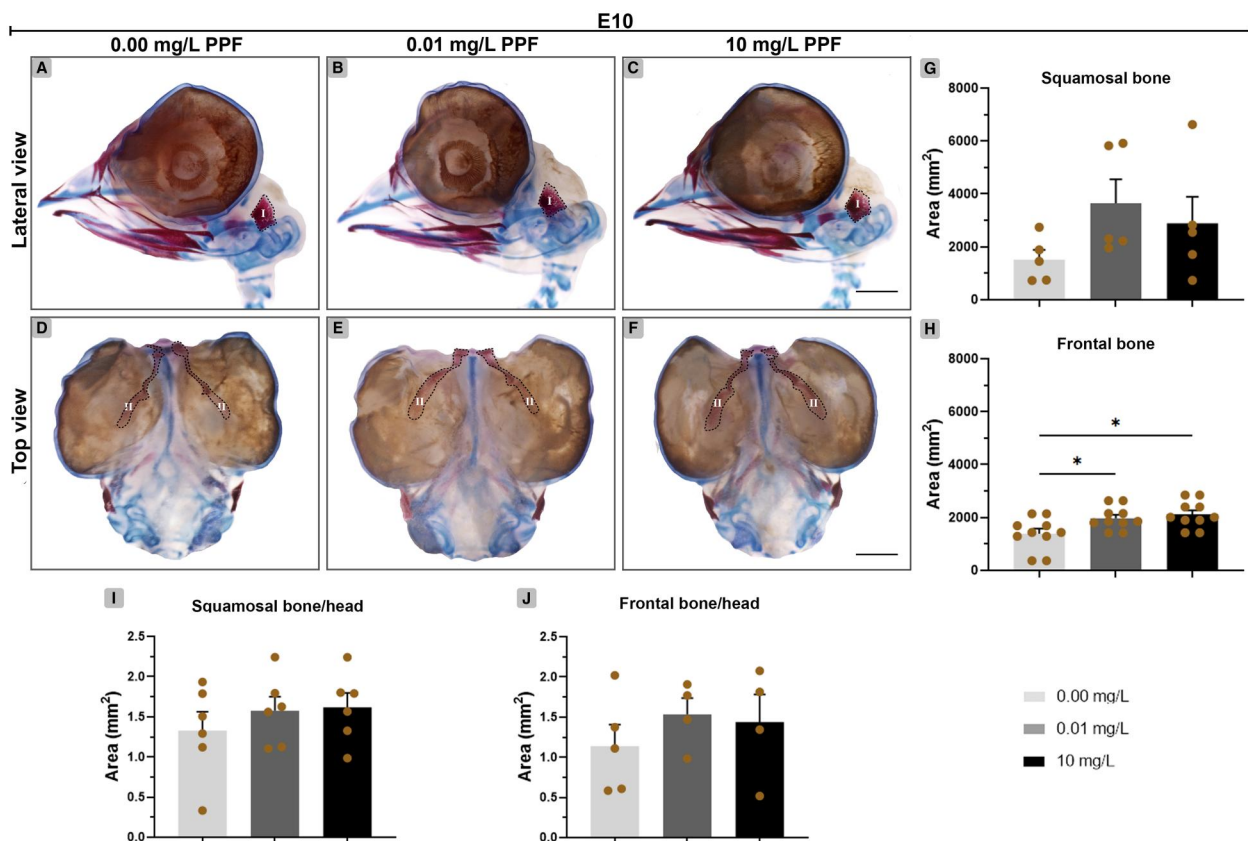 E10
0.00 mg/L PPF
0.01 mg/L PPF
10 mg/L PPF
Lateral view
A
I
B
I
C
I
Top view
D
II
II
E
II
II
F
II
II
G
Squamosal bone
Area (mm²)
8000
6000
4000
2000
0
H
Frontal bone
Area (mm²)
8000
6000
4000
2000
0
*
*
I
Squamosal bone/head
Area (mm²)
2.5
2.0
1.5
1.0
0.5
0.0
J
Frontal bone/head
Area (mm²)
2.5
2.0
1.5
1.0
0.5
0.0
0.00 mg/L
0.01 mg/L
10 mg/L